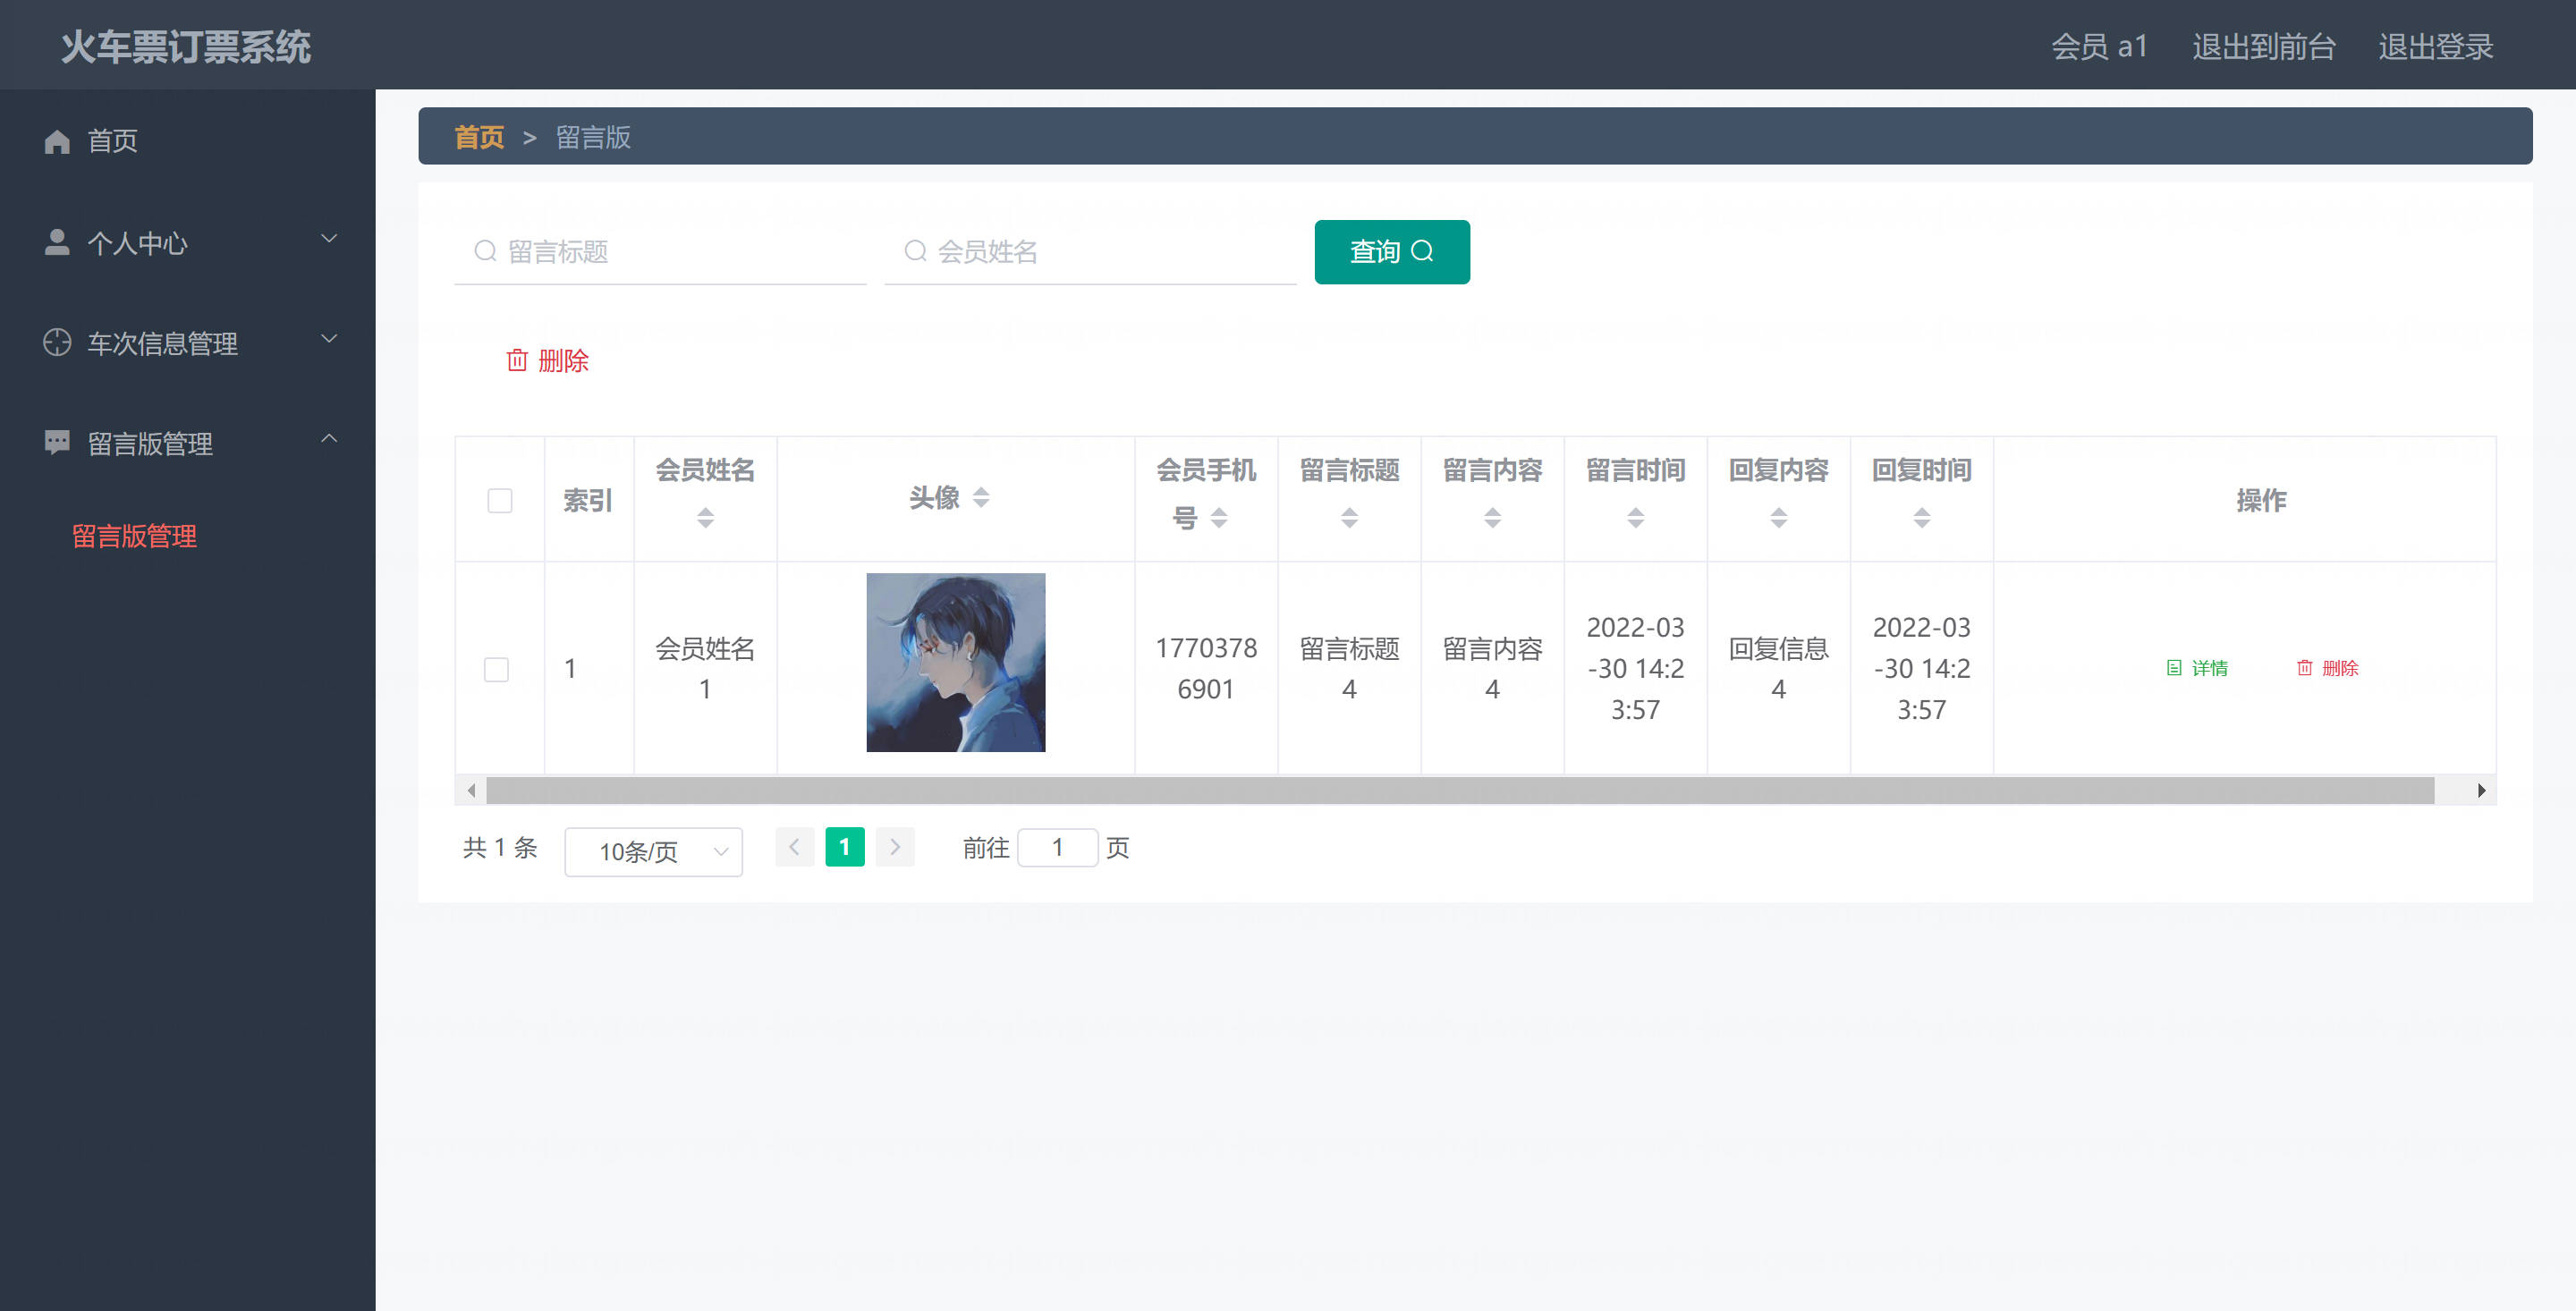 火车票订票系统
会员 a1 退出到前台 退出登录
首页
个人中心
车次信息管理
留言版管理
留言版管理
首页 > 留言版
留言标题 会员姓名 查询
删除
索引 会员姓名 头像 会员手机号 留言标题 留言内容 留言时间 回复内容 回复时间 操作
1 会员姓名1 17703786901 留言标题4 留言内容4 2022-03-30 14:23:57 回复信息4 2022-03-30 14:23:57 详情 删除
共 1 条 10条/页 1 前往 1 页